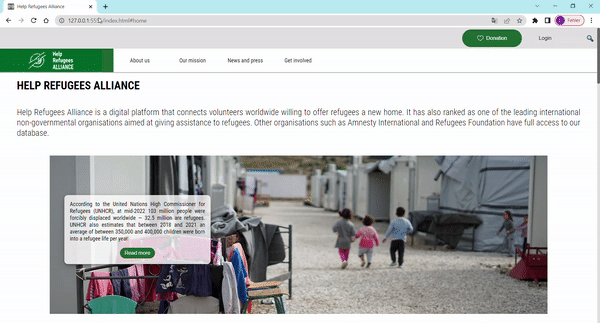 Help Refugees Alliance
127.0.0.1:5512/index.html#home
Donation
Login
Help
Refugees
ALLIANCE
About us
Our mission
News and press
Get involved
HELP REFUGEES ALLIANCE
Help Refugees Alliance is a digital platform that connects volunteers worldwide willing to offer refugees a new home. It has also ranked as one of the leading international
non-governmental organisations aimed at giving assistance to refugees. Other organisations such as Amnesty International and Refugees Foundation have full access to our
database.
According to the United Nations High Commissioner
for Refugees (UNHCR), at mid-2022 103 million people were
forcibly displaced worldwide — 32,5 million are refugees.
UNHCR also estimates that between 2018 and 2021 an
average of between 350,000 and 400,000 children were born
into a refugee life per year.
Read more